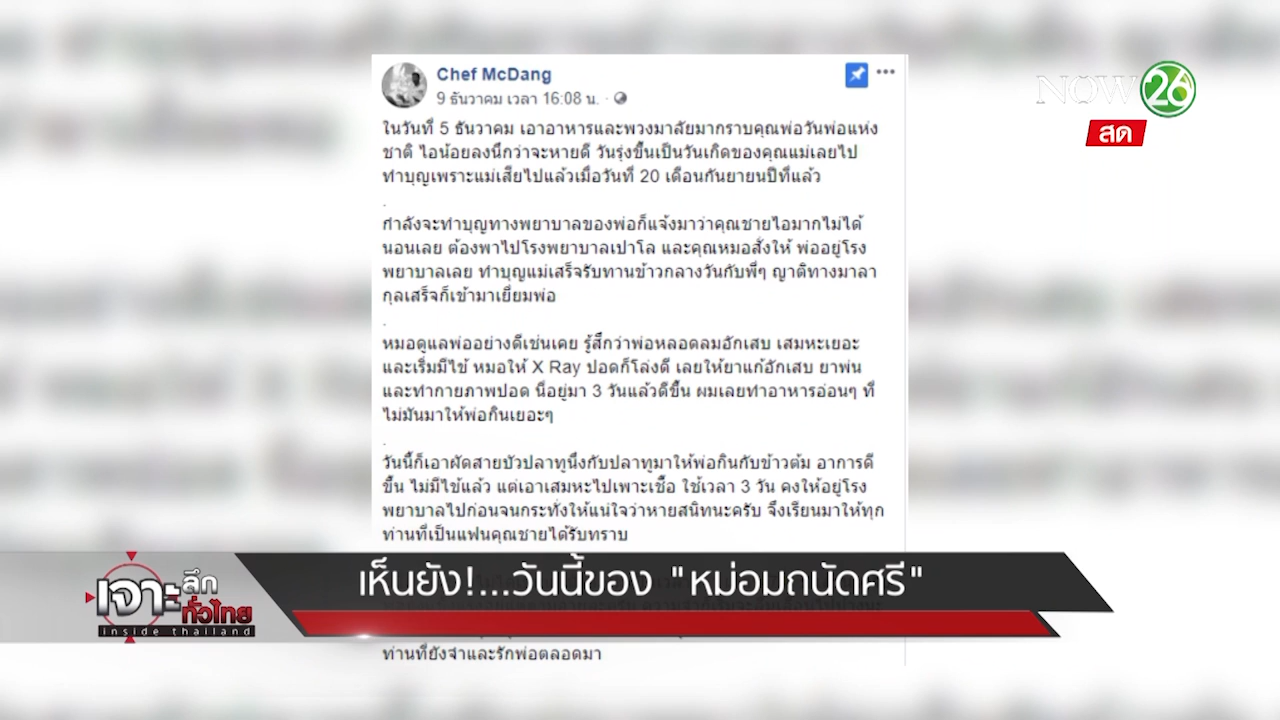 Chef McDang
9 ธันวาคม เวลา 16:08 น. ·
NOW 26
สด
ในวันที่ 5 ธันวาคม เอาอาหารและพวงมาลัยมากราบคุณพ่อวันพ่อแห่ง
ชาติ ไอน้อยลงนึกว่าจะหายดี วันรุ่งขึ้นเป็นวันเกิดของคุณแม่เลยไป
ทำบุญเพราะแม่เสียไปแล้วเมื่อวันที่ 20 เดือนกันยายนปีที่แล้ว
.
กำลังจะทำบุญทางพยาบาลของพ่อก็แจ้งมาว่าคุณชายไอมากไม่ได้
นอนเลย ต้องพาไปโรงพยาบาลเปาโล และคุณหมอสั่งให้ พ่ออยู่โรง
พยาบาลเลย ทำบุญแม่เสร็จรับทานข้าวกลางวันกับพี่ๆ ญาติทางมาลา
กุลเสร็จก็เข้ามาเยี่ยมพ่อ
.
หมอดูแลพ่ออย่างดีเช่นเคย รู้สึกว่าพ่อหลอดลมอักเสบ เสมหะเยอะ
และเริ่มมีไข้ หมอให้ X Ray ปอดก็โล่งดี เลยให้ยาแก้อักเสบ ยาพ่น
และทำกายภาพปอด นี่อยู่มา 3 วันแล้วดีขึ้น ผมเลยทำอาหารอ่อนๆ ที่
ไม่มันมาให้พ่อกินเยอะๆ
.
วันนี้ก็เอาผัดสายบัวปลาทูนึ่งกับปลาทูมาให้พ่อกินกับข้าวต้ม อาการดี
ขึ้น ไม่มีไข้แล้ว แต่เอาเสมหะไปเพาะเชื้อ ใช้เวลา 3 วัน คงให้อยู่โรง
พยาบาลไปก่อนจนกระทั่งให้แน่ใจว่าหายสนิทนะครับ จึงเรียนมาให้ทุก
ท่านที่เป็นแฟนคุณชายได้รับทราบ
เจาะลึกทั่วไทย
inside thailand
เห็นยัง!...วันนี้ของ "หม่อมถนัดศรี"
ท่านที่ยังจำและรักพ่อตลอดมา